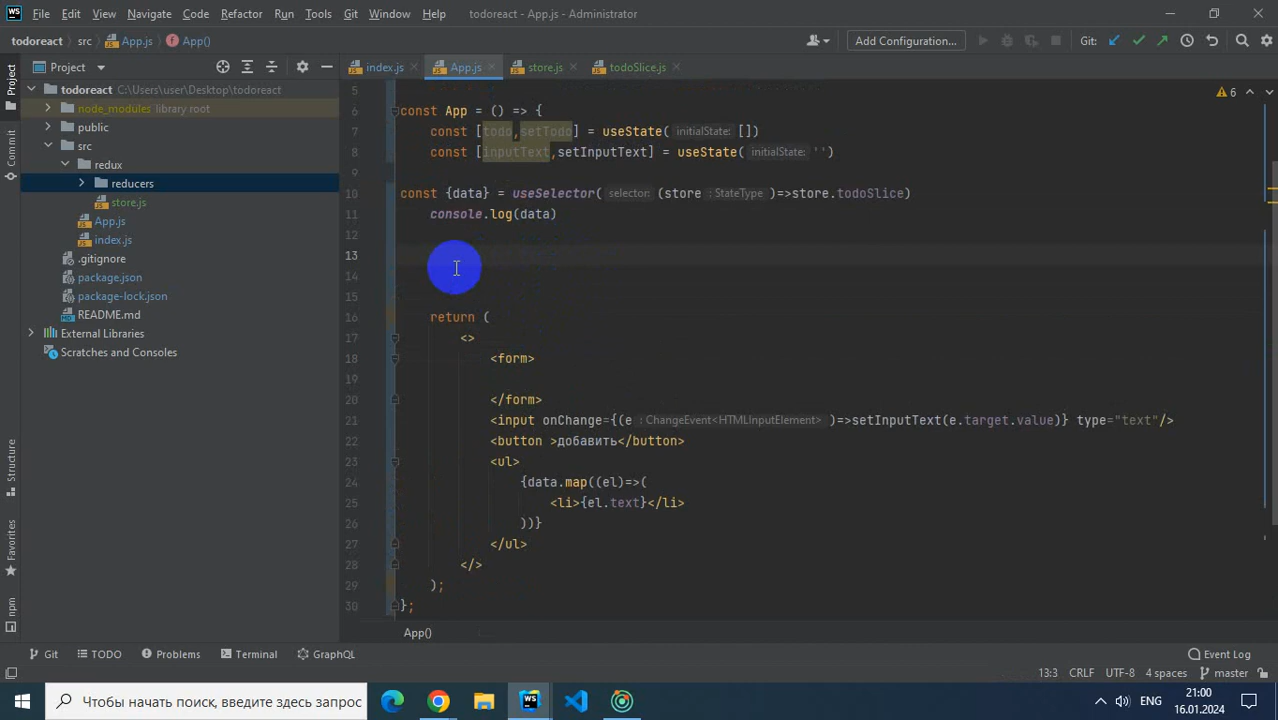 WS File Edit View Navigate Code Refactor Run Tools Git Window Help todoreact - App.js - Administrator
todoreact src App.js App() Add Configuration... Git:
Project index.js App.js store.js todoSlice.js
Project
todoreact C:\Users\user\Desktop\todoreact
node_modules library root
public
src
redux
reducers
store.js
App.js
index.js
.gitignore
package.json
package-lock.json
README.md
External Libraries
Scratches and Consoles
Commit
Structure
Favorites
npm
6
5
6 const App = () => {
7 const [todo,setTodo] = useState( initialState: [])
8 const [inputText,setInputText] = useState( initialState: '')
9
10 const {data} = useSelector( selector: (store : StateType )=>store.todoSlice)
11 console.log(data)
12
13
14
15
16 return (
17 <>
18 <form>
19
20 </form>
21 <input onChange={(e : ChangeEvent<HTMLInputElement> )=>setInputText(e.target.value)} type="text"/>
22 <button >добавить</button>
23 <ul>
24 {data.map((el)=>(
25 <li>{el.text}</li>
26 ))}
27 </ul>
28 </>
29 );
30 };
App()
Git TODO Problems Terminal GraphQL Event Log
13:3 CRLF UTF-8 4 spaces master
Чтобы начать поиск, введите здесь запрос WS ENG 21:00
16.01.2024